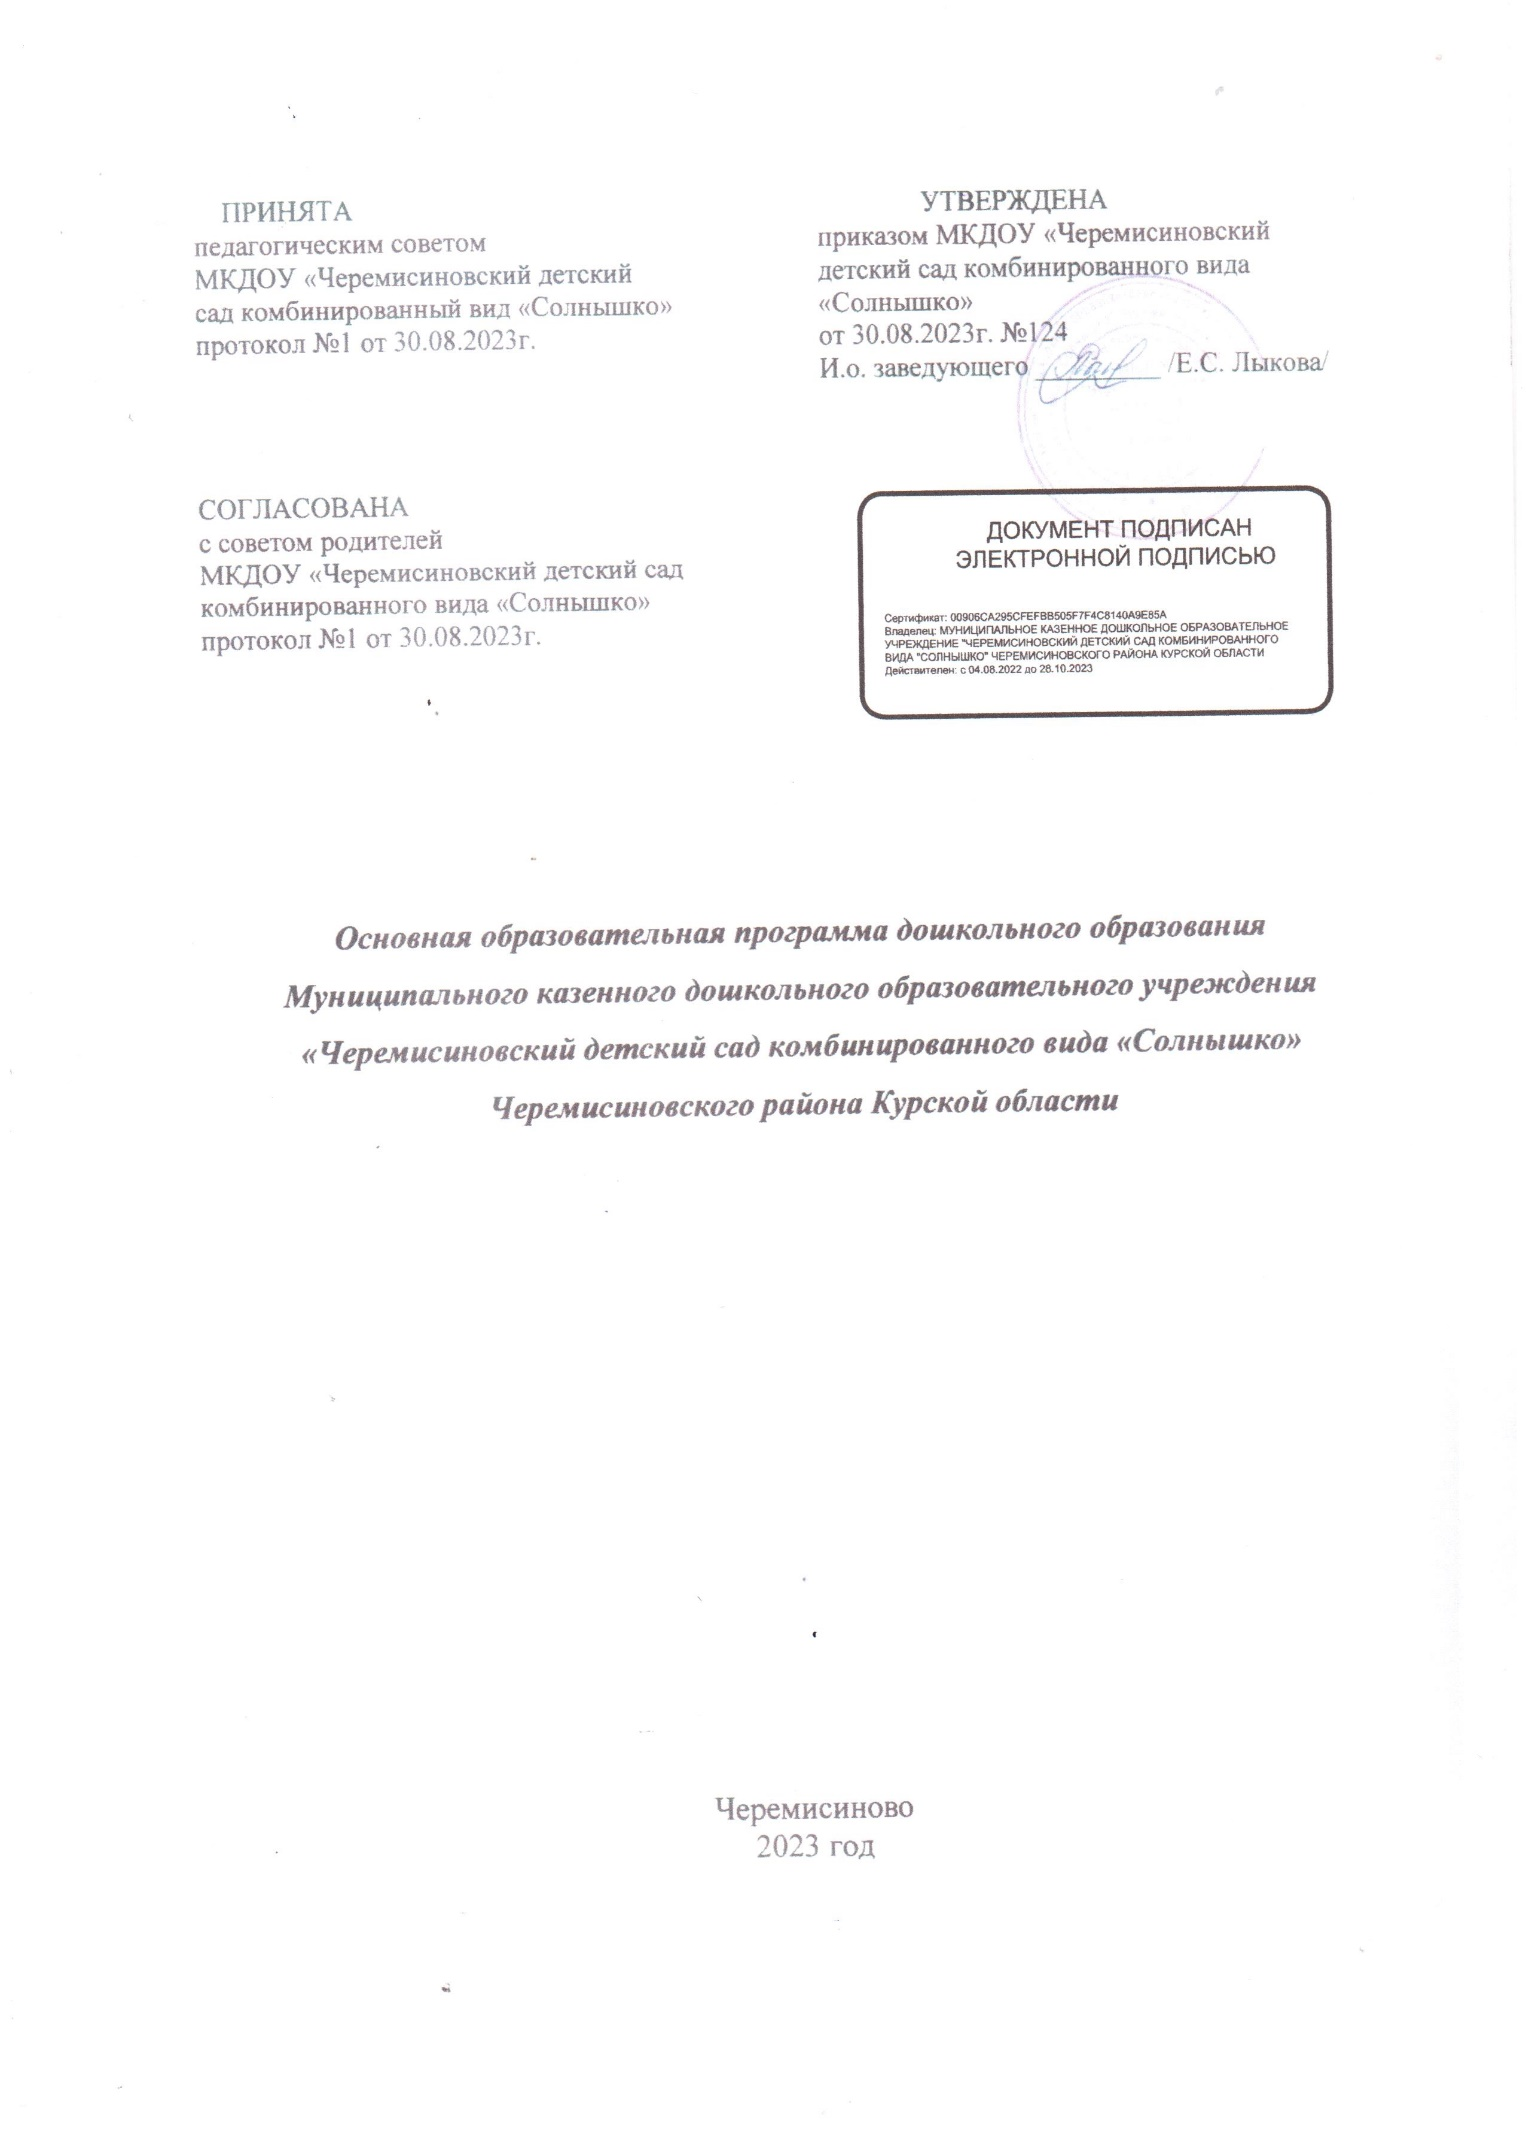 ПРИНЯТА
педагогическим советом
МКДОУ «Черемисиновский детский
сад комбинированный вид «Солнышко»
протокол №1 от 30.08.2023г.
УТВЕРЖДЕНА
приказом МКДОУ «Черемисиновский
детский сад комбинированного вида
«Солнышко»
от 30.08.2023г. №124
И.о. заведующего /Е.С. Лыкова/
СОГЛАСОВАНА
с советом родителей
МКДОУ «Черемисиновский детский сад
комбинированного вида «Солнышко»
протокол №1 от 30.08.2023г.
ДОКУМЕНТ ПОДПИСАН
ЭЛЕКТРОННОЙ ПОДПИСЬЮ
Сертификат: 00906CA295CFEFBB505F7F4C8140A9E85A
Владелец: МУНИЦИПАЛЬНОЕ КАЗЕННОЕ ДОШКОЛЬНОЕ ОБРАЗОВАТЕЛЬНОЕ
УЧРЕЖДЕНИЕ "ЧЕРЕМИСИНОВСКИЙ ДЕТСКИЙ САД КОМБИНИРОВАННОГО
ВИДА "СОЛНЫШКО" ЧЕРЕМИСИНОВСКОГО РАЙОНА КУРСКОЙ ОБЛАСТИ
Действителен: с 04.08.2022 до 28.10.2023
Основная образовательная программа дошкольного образования
Муниципального казенного дошкольного образовательного учреждения
«Черемисиновский детский сад комбинированного вида «Солнышко»
Черемисиновского района Курской области
Черемисиново
2023 год